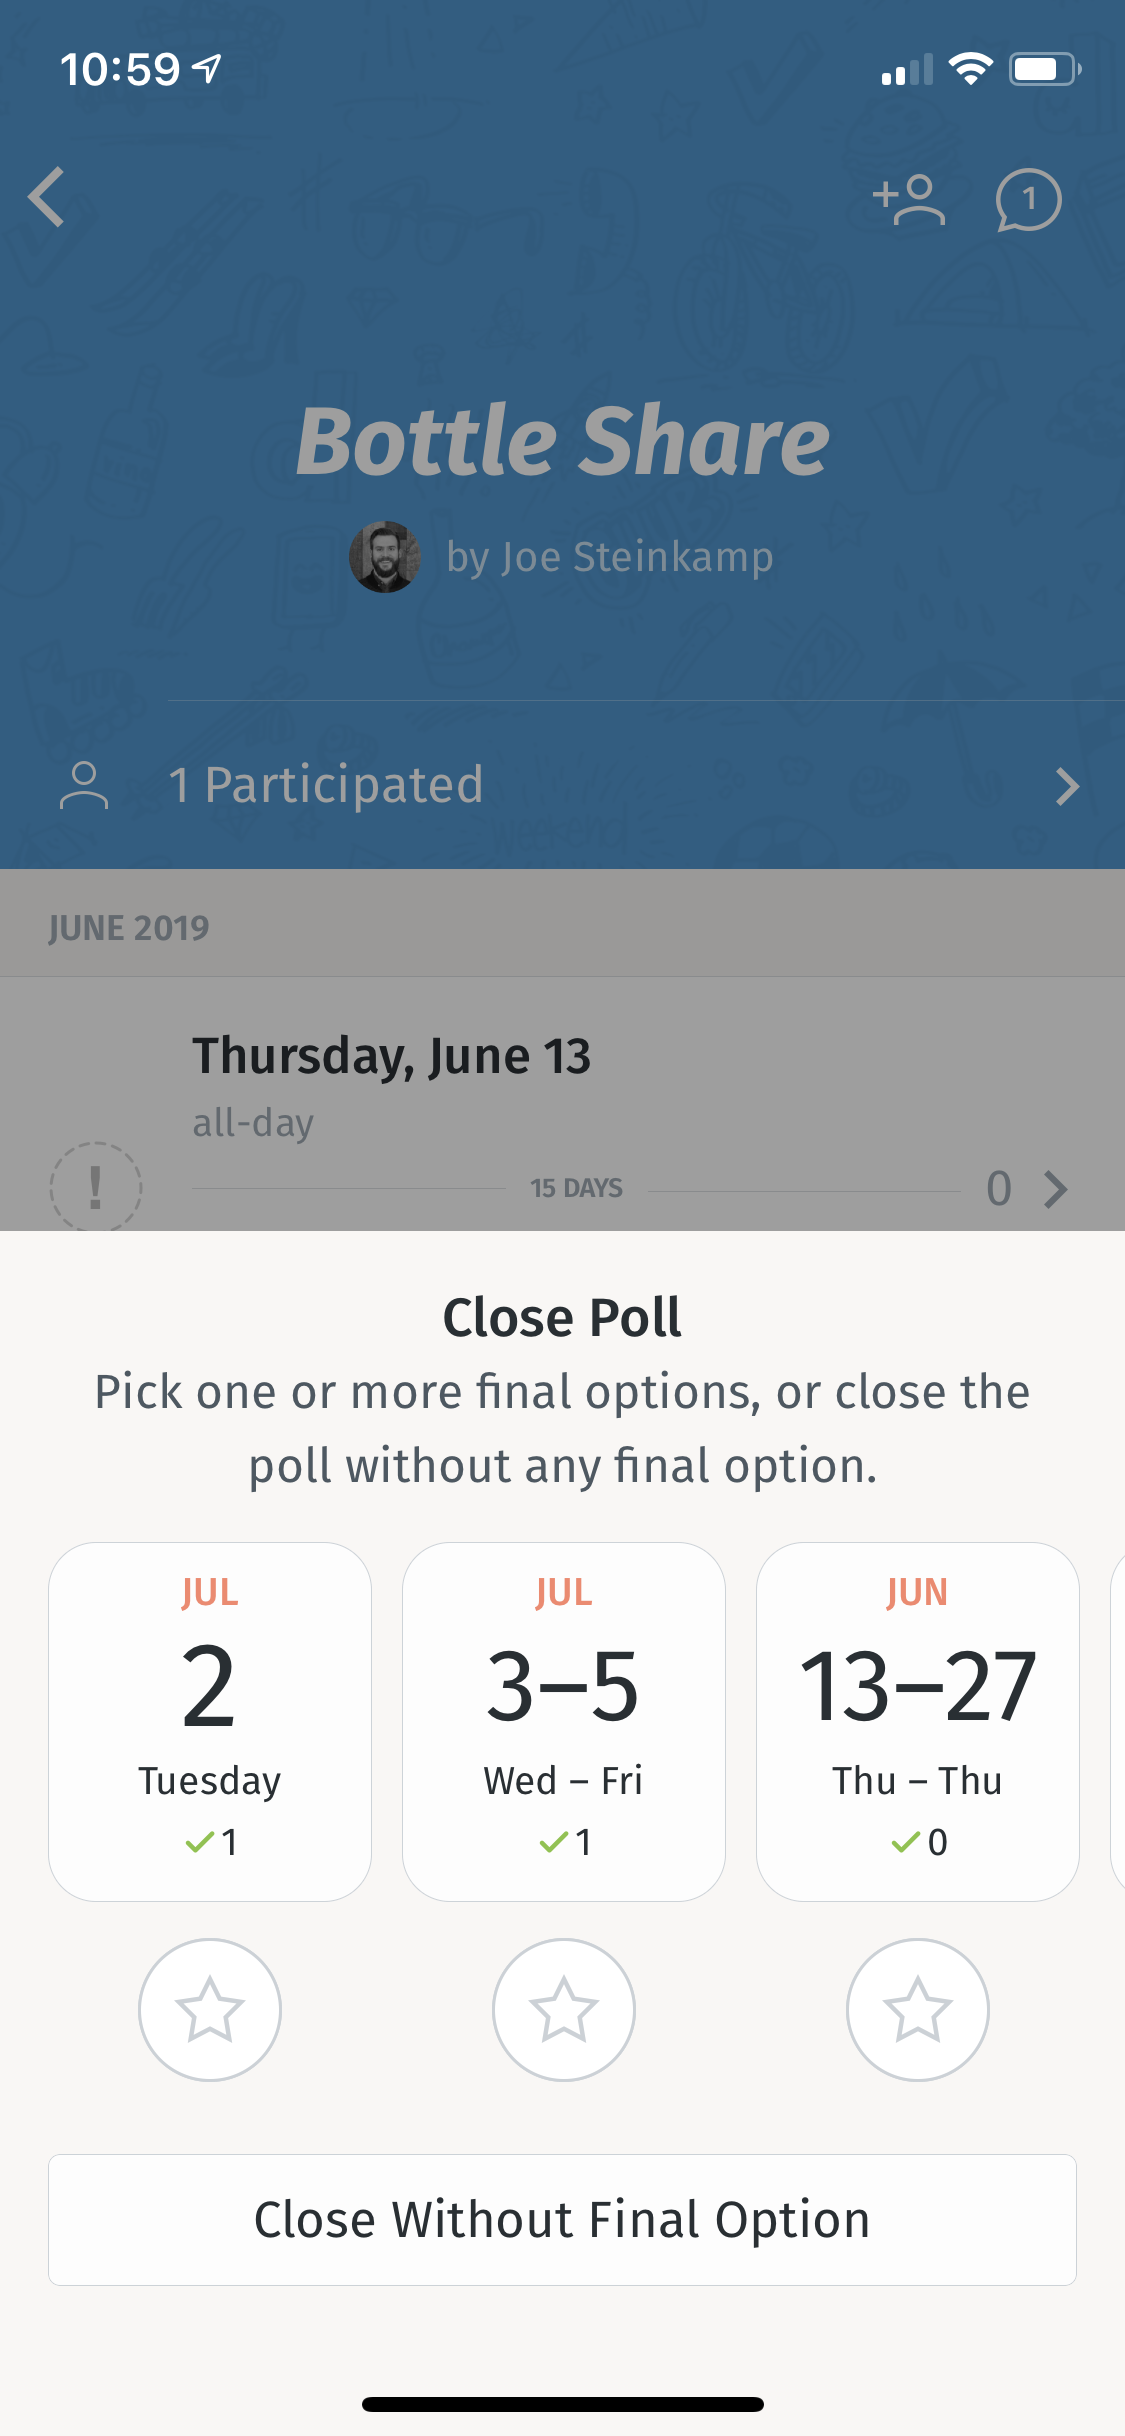 10:59
1
Bottle Share
by Joe Steinkamp
1 Participated
JUNE 2019
Thursday, June 13
all-day
!
15 DAYS
0
Close Poll
Pick one or more final options, or close the
poll without any final option.
JUL
2
Tuesday
1
JUL
3–5
Wed – Fri
1
JUN
13–27
Thu – Thu
0
Close Without Final Option